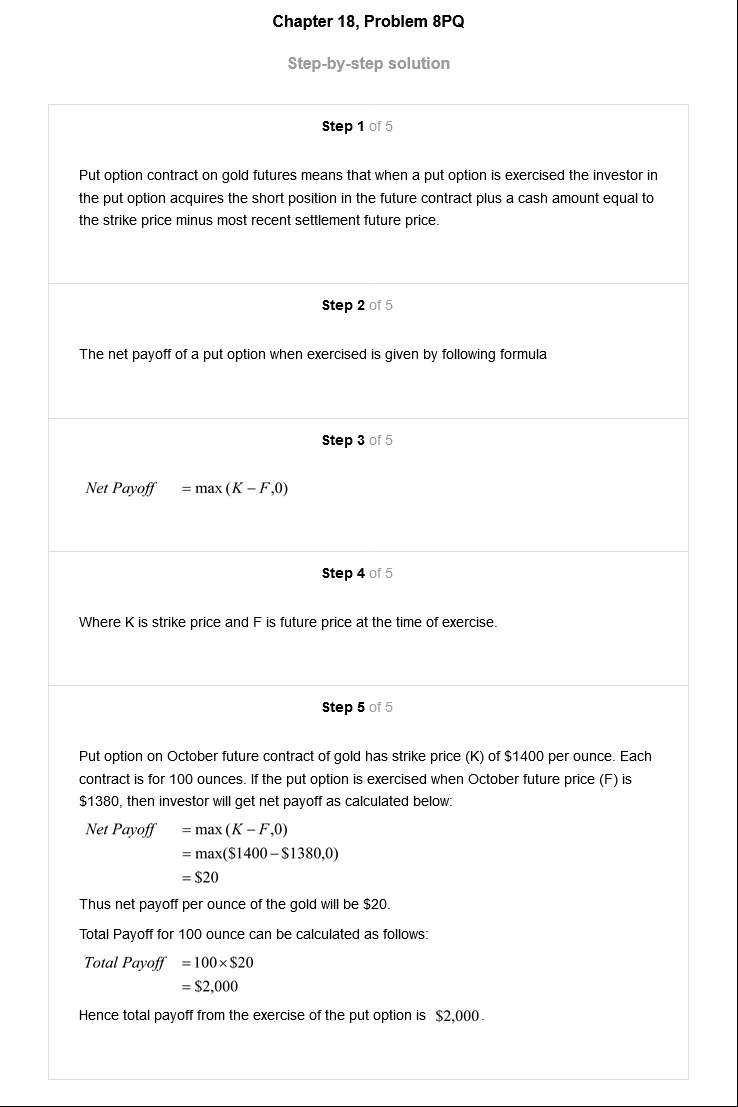 Chapter 18, Problem 8PQ
Step-by-step solution
Step 1 of 5
Put option contract on gold futures means that when a put option is exercised the investor in
the put option acquires the short position in the future contract plus a cash amount equal to
the strike price minus most recent settlement future price.
Step 2 of 5
The net payoff of a put option when exercised is given by following formula
Step 3 of 5
Net Payoff = max (K – F,0)
Step 4 of 5
Where K is strike price and F is future price at the time of exercise.
Step 5 of 5
Put option on October future contract of gold has strike price (K) of $1400 per ounce. Each
contract is for 100 ounces. If the put option is exercised when October future price (F) is
$1380, then investor will get net payoff as calculated below:
Net Payoff = max (K – F,0)
= max($1400 – $1380,0)
= $20
Thus net payoff per ounce of the gold will be $20.
Total Payoff for 100 ounce can be calculated as follows:
Total Payoff = 100×$20
= $2,000
Hence total payoff from the exercise of the put option is $2,000.